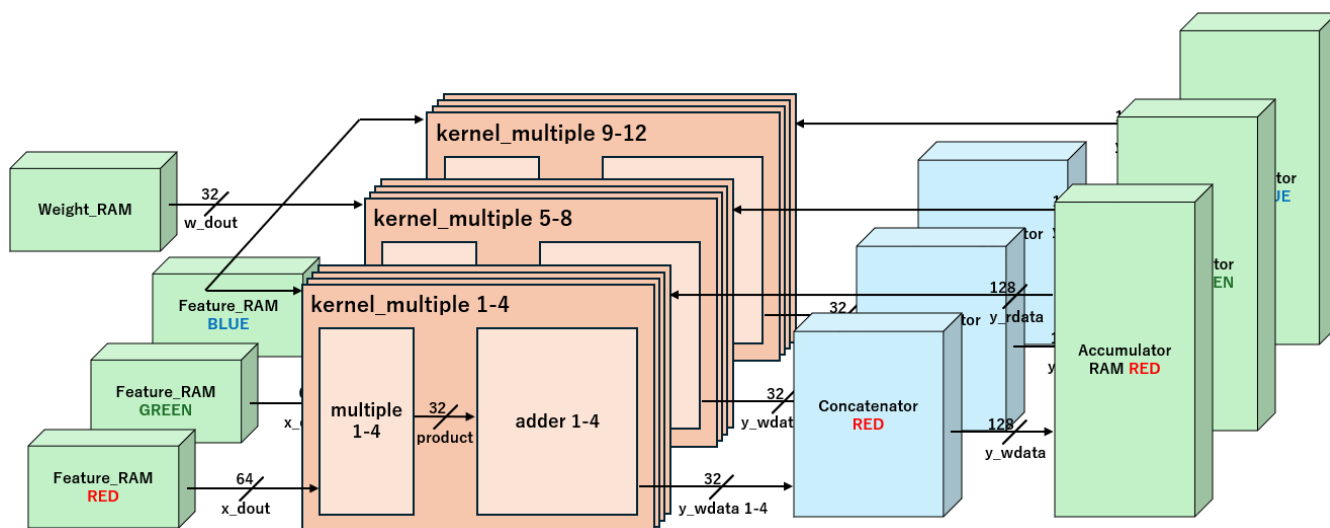 kernel_multiple 9-12
Weight_RAM
32
w_dout
kernel_multiple 5-8
Feature_RAM
BLUE
kernel_multiple 1-4
128
y_rdata
32
Feature_RAM
GREEN
multiple
1-4
32
product
adder 1-4
32
y_wdat
Concatenator
RED
128
y_wdata
Accumulator
RAM RED
Feature_RAM
RED
64
x_dout
32
y_wdata 1-4